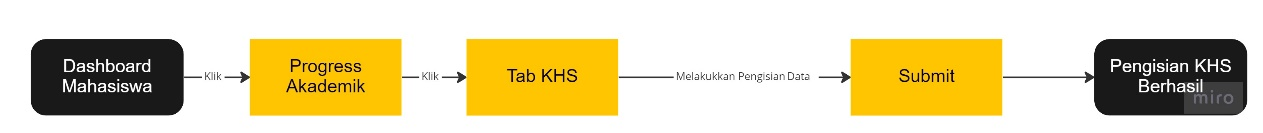 Dashboard
Mahasiswa
Klik
Progress
Akademik
Klik
Tab KHS
Melakukkan Pengisian Data
Submit
Pengisian KHS
Berhasil
miro